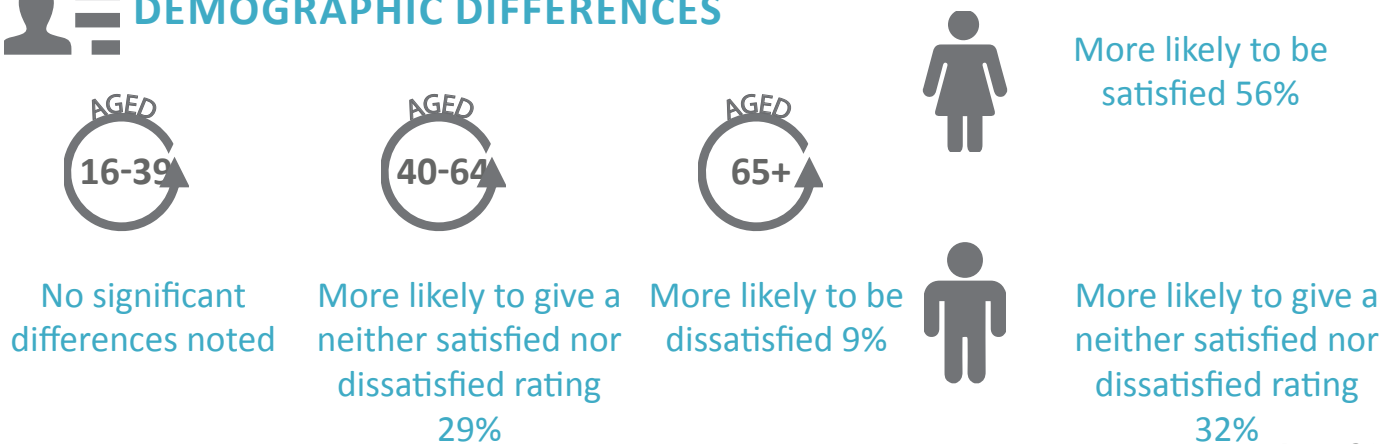 DEMOGRAPHIC DIFFERENCES
AGED
16-39
No significant
differences noted
AGED
40-64
More likely to give a
neither satisfied nor
dissatisfied rating
29%
AGED
65+
More likely to be
dissatisfied 9%
More likely to be
satisfied 56%
More likely to give a
neither satisfied nor
dissatisfied rating
32%